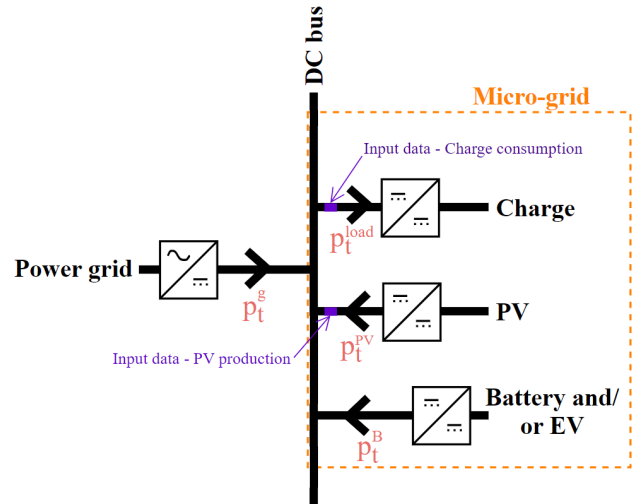 DC bus
Micro-grid
Input data - Charge consumption
Charge
p_t^load
Power grid
p_t^g
PV
p_t^PV
Input data - PV production
Battery and/
or EV
p_t^B